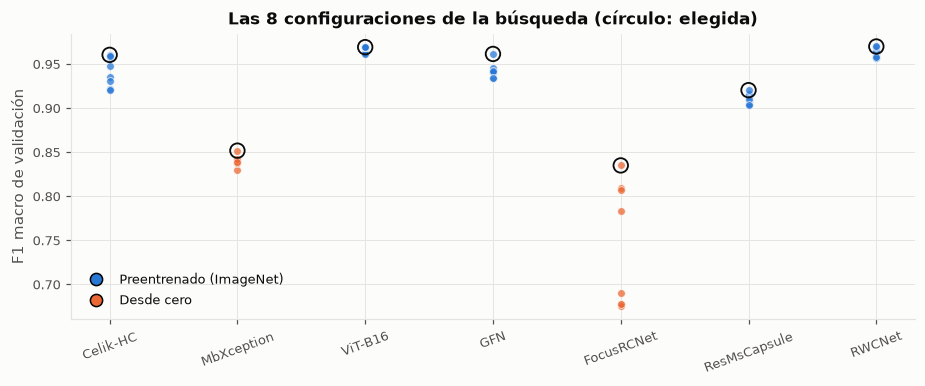 Las 8 configuraciones de la búsqueda (círculo: elegida)
F1 macro de validación
0.95
0.90
0.85
0.80
0.75
0.70
Preentrenado (ImageNet)
Desde cero
Celik-HC
MbXception
ViT-B16
GFN
FocusRCNet
ResMsCapsule
RWCNet